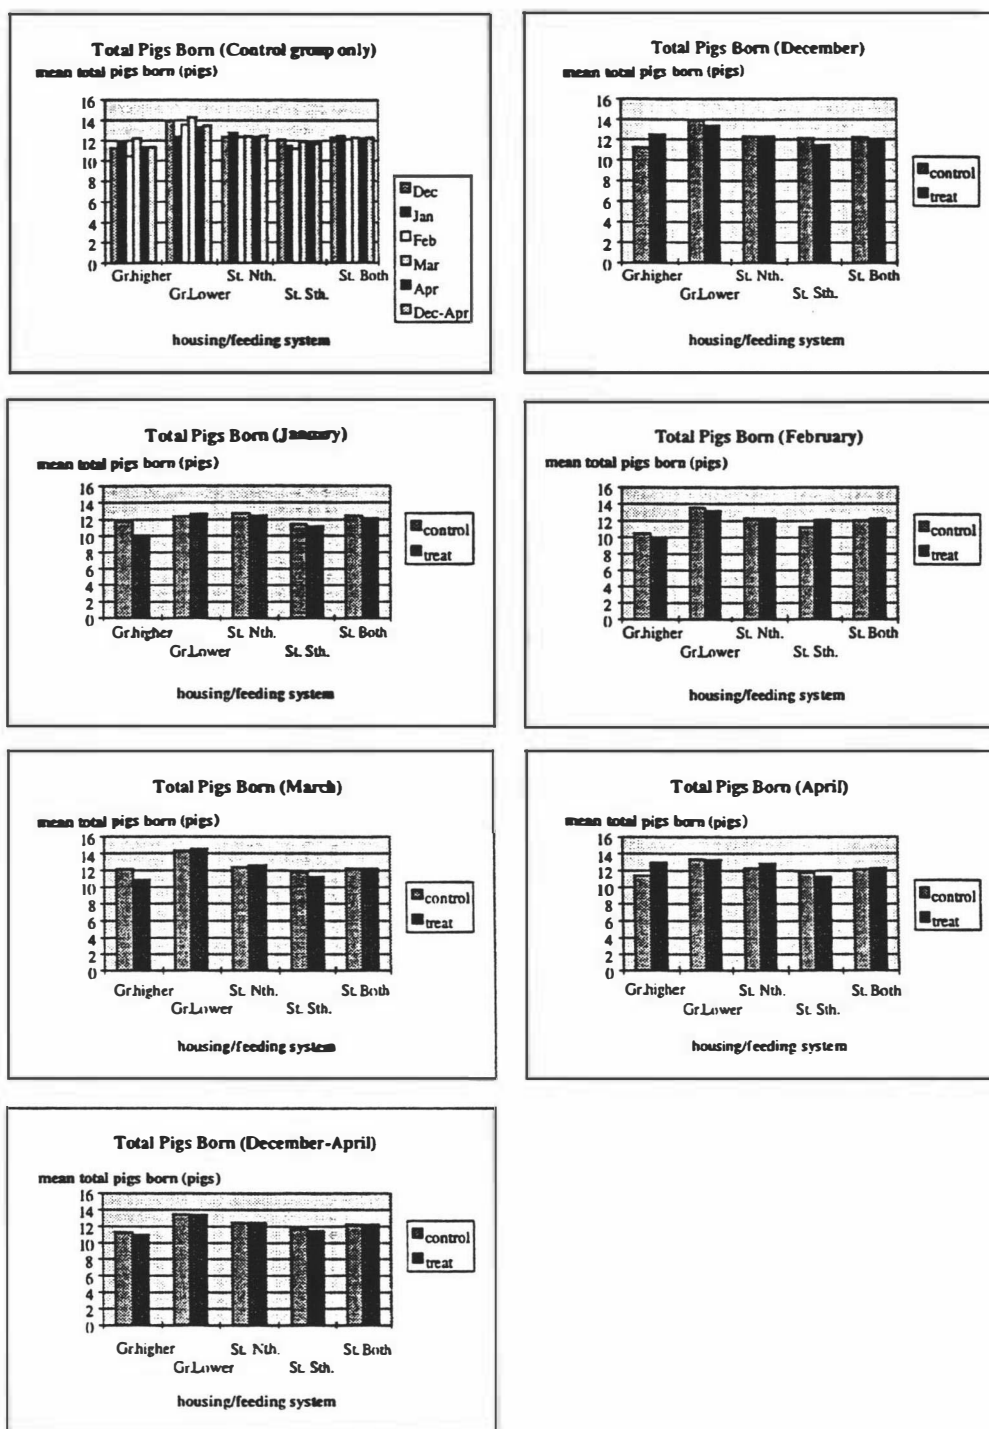 Total Pigs Born (Control group only)
mean total pigs born (pigs)
16
14
12
10
8
6
4
2
0
Gr.higher
St. Nth.
St. Both
Gr.Lower
St. Sth.
housing/feeding system
Dec
Jan
Feb
Mar
Apr
Dec-Apr
Total Pigs Born (December)
mean total pigs born (pigs)
16
14
12
10
8
6
4
2
0
Gr.higher
St. Nth.
St. Both
Gr.Lower
St. Sth.
housing/feeding system
control
treat
Total Pigs Born (January)
mean total pigs born (pigs)
16
14
12
10
8
6
4
2
0
Gr.higher
St. Nth.
St. Both
Gr.Lower
St. Sth.
housing/feeding system
control
treat
Total Pigs Born (February)
mean total pigs born (pigs)
16
14
12
10
8
6
4
2
0
Gr.higher
St. Nth.
St. Both
Gr.Lower
St. Sth.
housing/feeding system
control
treat
Total Pigs Born (March)
mean total pigs born (pigs)
16
14
12
10
8
6
4
2
0
Gr.higher
St. Nth.
St. Both
Gr.Lower
St. Sth.
housing/feeding system
control
treat
Total Pigs Born (April)
mean total pigs born (pigs)
16
14
12
10
8
6
4
2
0
Gr.higher
St. Nth.
St. Both
Gr.Lower
St. Sth.
housing/feeding system
control
treat
Total Pigs Born (December-April)
mean total pigs born (pigs)
16
14
12
10
8
6
4
2
0
Gr.higher
St. Nth.
St. Both
Gr.Lower
St. Sth.
housing/feeding system
control
treat